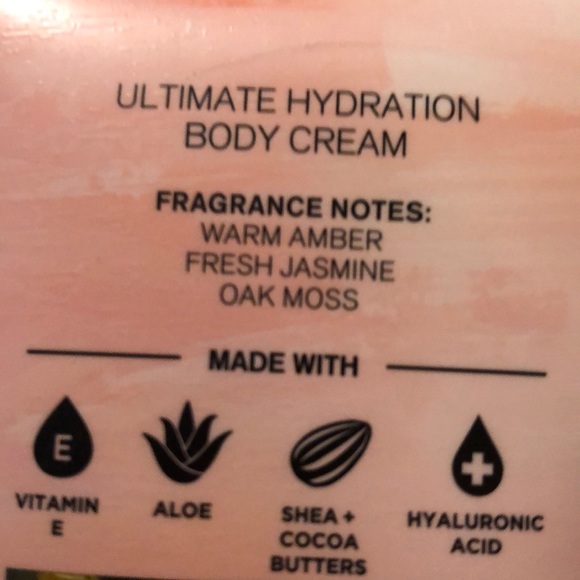 ULTIMATE HYDRATION
BODY CREAM
FRAGRANCE NOTES:
WARM AMBER
FRESH JASMINE
OAK MOSS
MADE WITH
E
VITAMIN
E
ALOE
SHEA +
COCOA
BUTTERS
HYALURONIC
ACID